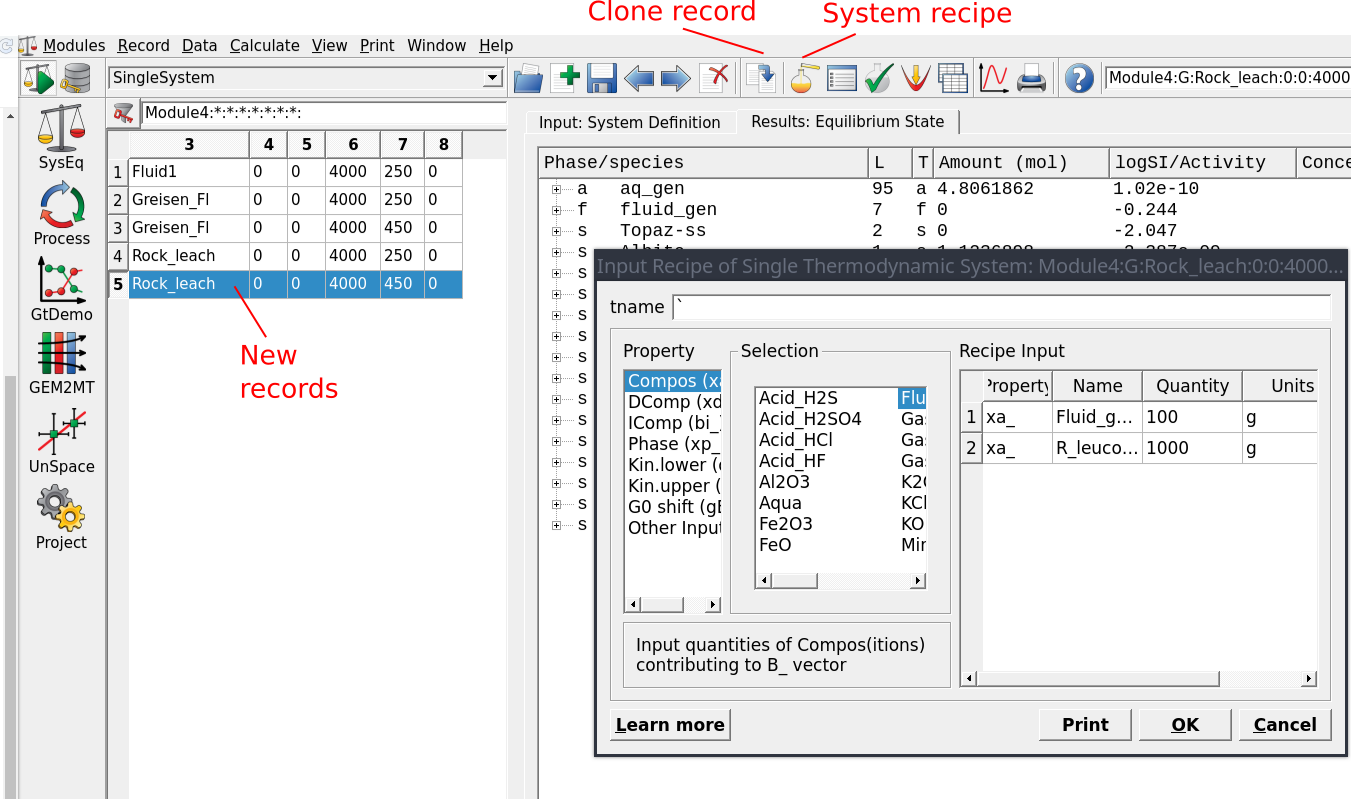 Clone record
System recipe
Modules Record Data Calculate View Print Window Help
SingleSystem
Module4:G:Rock_leach:0:0:4000
Module4:*:*:*:*:*:*:*:
Input: System Definition
Results: Equilibrium State
3 4 5 6 7 8
1 Fluid1 0 0 4000 250 0
2 Greisen_Fl 0 0 4000 250 0
3 Greisen_Fl 0 0 4000 450 0
4 Rock_leach 0 0 4000 250 0
5 Rock_leach 0 0 4000 450 0
New
records
SysEq
Process
GtDemo
GEM2MT
UnSpace
Project
Phase/species L T Amount (mol) logSI/Activity Conce
a aq_gen 95 a 4.8061862 1.02e-10
f fluid_gen 7 f 0 -0.244
s Topaz-ss 2 s 0 -2.047
s
s
s
s
s
s
s
s
s
s
s
s
s
Input Recipe of Single Thermodynamic System: Module4:G:Rock_leach:0:0:4000...
tname `
Property
Compos (xa
DComp (xd
IComp (bi_
Phase (xp_
Kin.lower (
Kin.upper (
G0 shift (gE
Other Input
Selection
Acid_H2S Flu
Acid_H2SO4 Ga
Acid_HCl Ga
Acid_HF Ga
Al2O3 K2
Aqua KCl
Fe2O3 KO
FeO Min
Recipe Input
Property Name Quantity Units
1 xa_ Fluid_g... 100 g
2 xa_ R_leuco... 1000 g
Input quantities of Compos(itions)
contributing to B_ vector
Learn more
Print
OK
Cancel